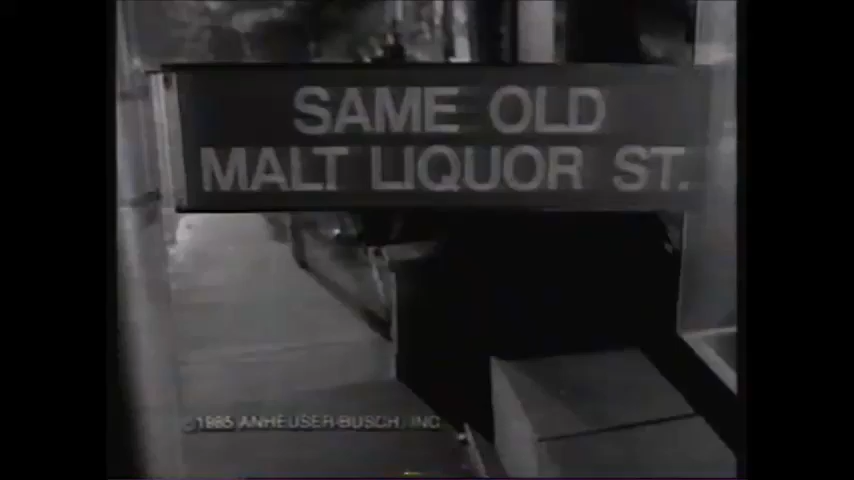 SAME OLD
MALT LIQUOR ST.
©1985 ANHEUSER-BUSCH, INC